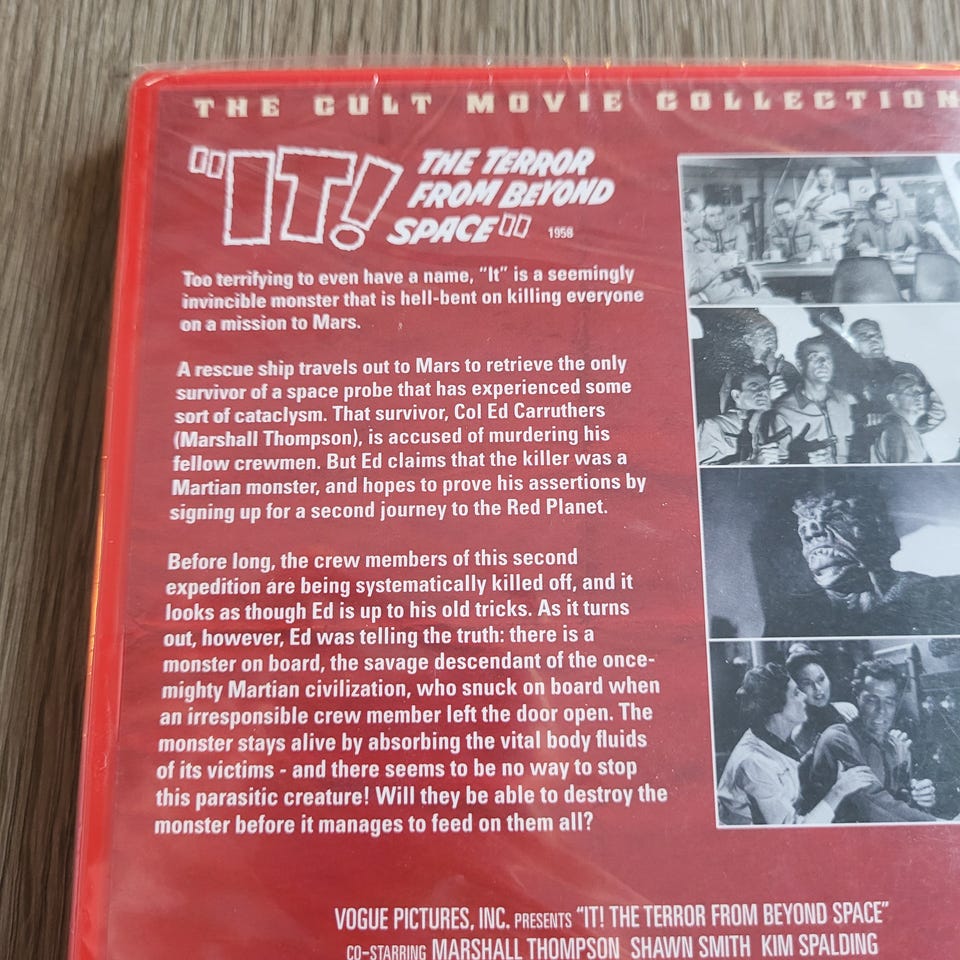 THE CULT MOVIE COLLECTION
"IT! THE TERROR
FROM BEYOND
SPACE" 1958
Too terrifying to even have a name, "It" is a seemingly
invincible monster that is hell-bent on killing everyone
on a mission to Mars.
A rescue ship travels out to Mars to retrieve the only
survivor of a space probe that has experienced some
sort of cataclysm. That survivor, Col Ed Carruthers
(Marshall Thompson), is accused of murdering his
fellow crewmen. But Ed claims that the killer was a
Martian monster, and hopes to prove his assertions by
signing up for a second journey to the Red Planet.
Before long, the crew members of this second
expedition are being systematically killed off, and it
looks as though Ed is up to his old tricks. As it turns
out, however, Ed was telling the truth: there is a
monster on board, the savage descendant of the once-
mighty Martian civilization, who snuck on board when
an irresponsible crew member left the door open. The
monster stays alive by absorbing the vital body fluids
of its victims - and there seems to be no way to stop
this parasitic creature! Will they be able to destroy the
monster before it manages to feed on them all?
VOGUE PICTURES, INC. PRESENTS "IT! THE TERROR FROM BEYOND SPACE"
CO-STARRING MARSHALL THOMPSON SHAWN SMITH KIM SPALDING